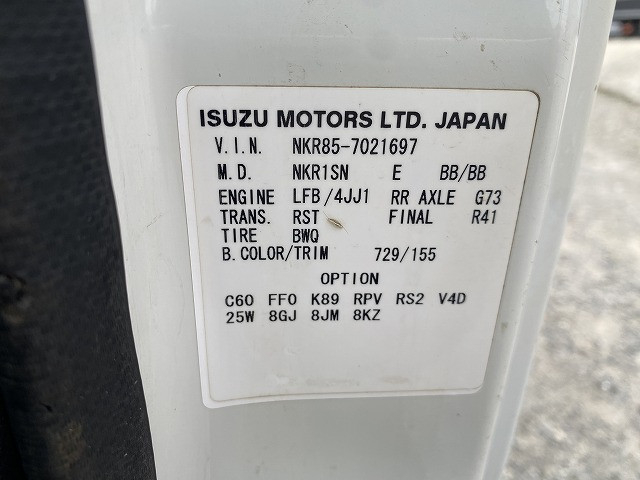 ISUZU MOTORS LTD. JAPAN
V.I.N. NKR85-7021697
M.D. NKR1SN E BB/BB
ENGINE LFB/4JJ1 RR AXLE G73
TRANS. RST FINAL R41
TIRE BWQ
B.COLOR/TRIM 729/155
OPTION
C60 FF0 K89 RPV RS2 V4D
25W 8GJ 8JM 8KZ